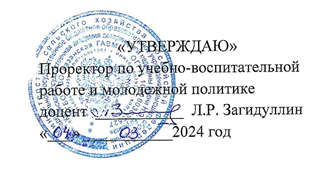 «УТВЕРЖДАЮ»
Проректор по учебно-воспитательной
работе и молодежной политике
доцент Л.Р. Загидуллин
«04» 03 2024 год